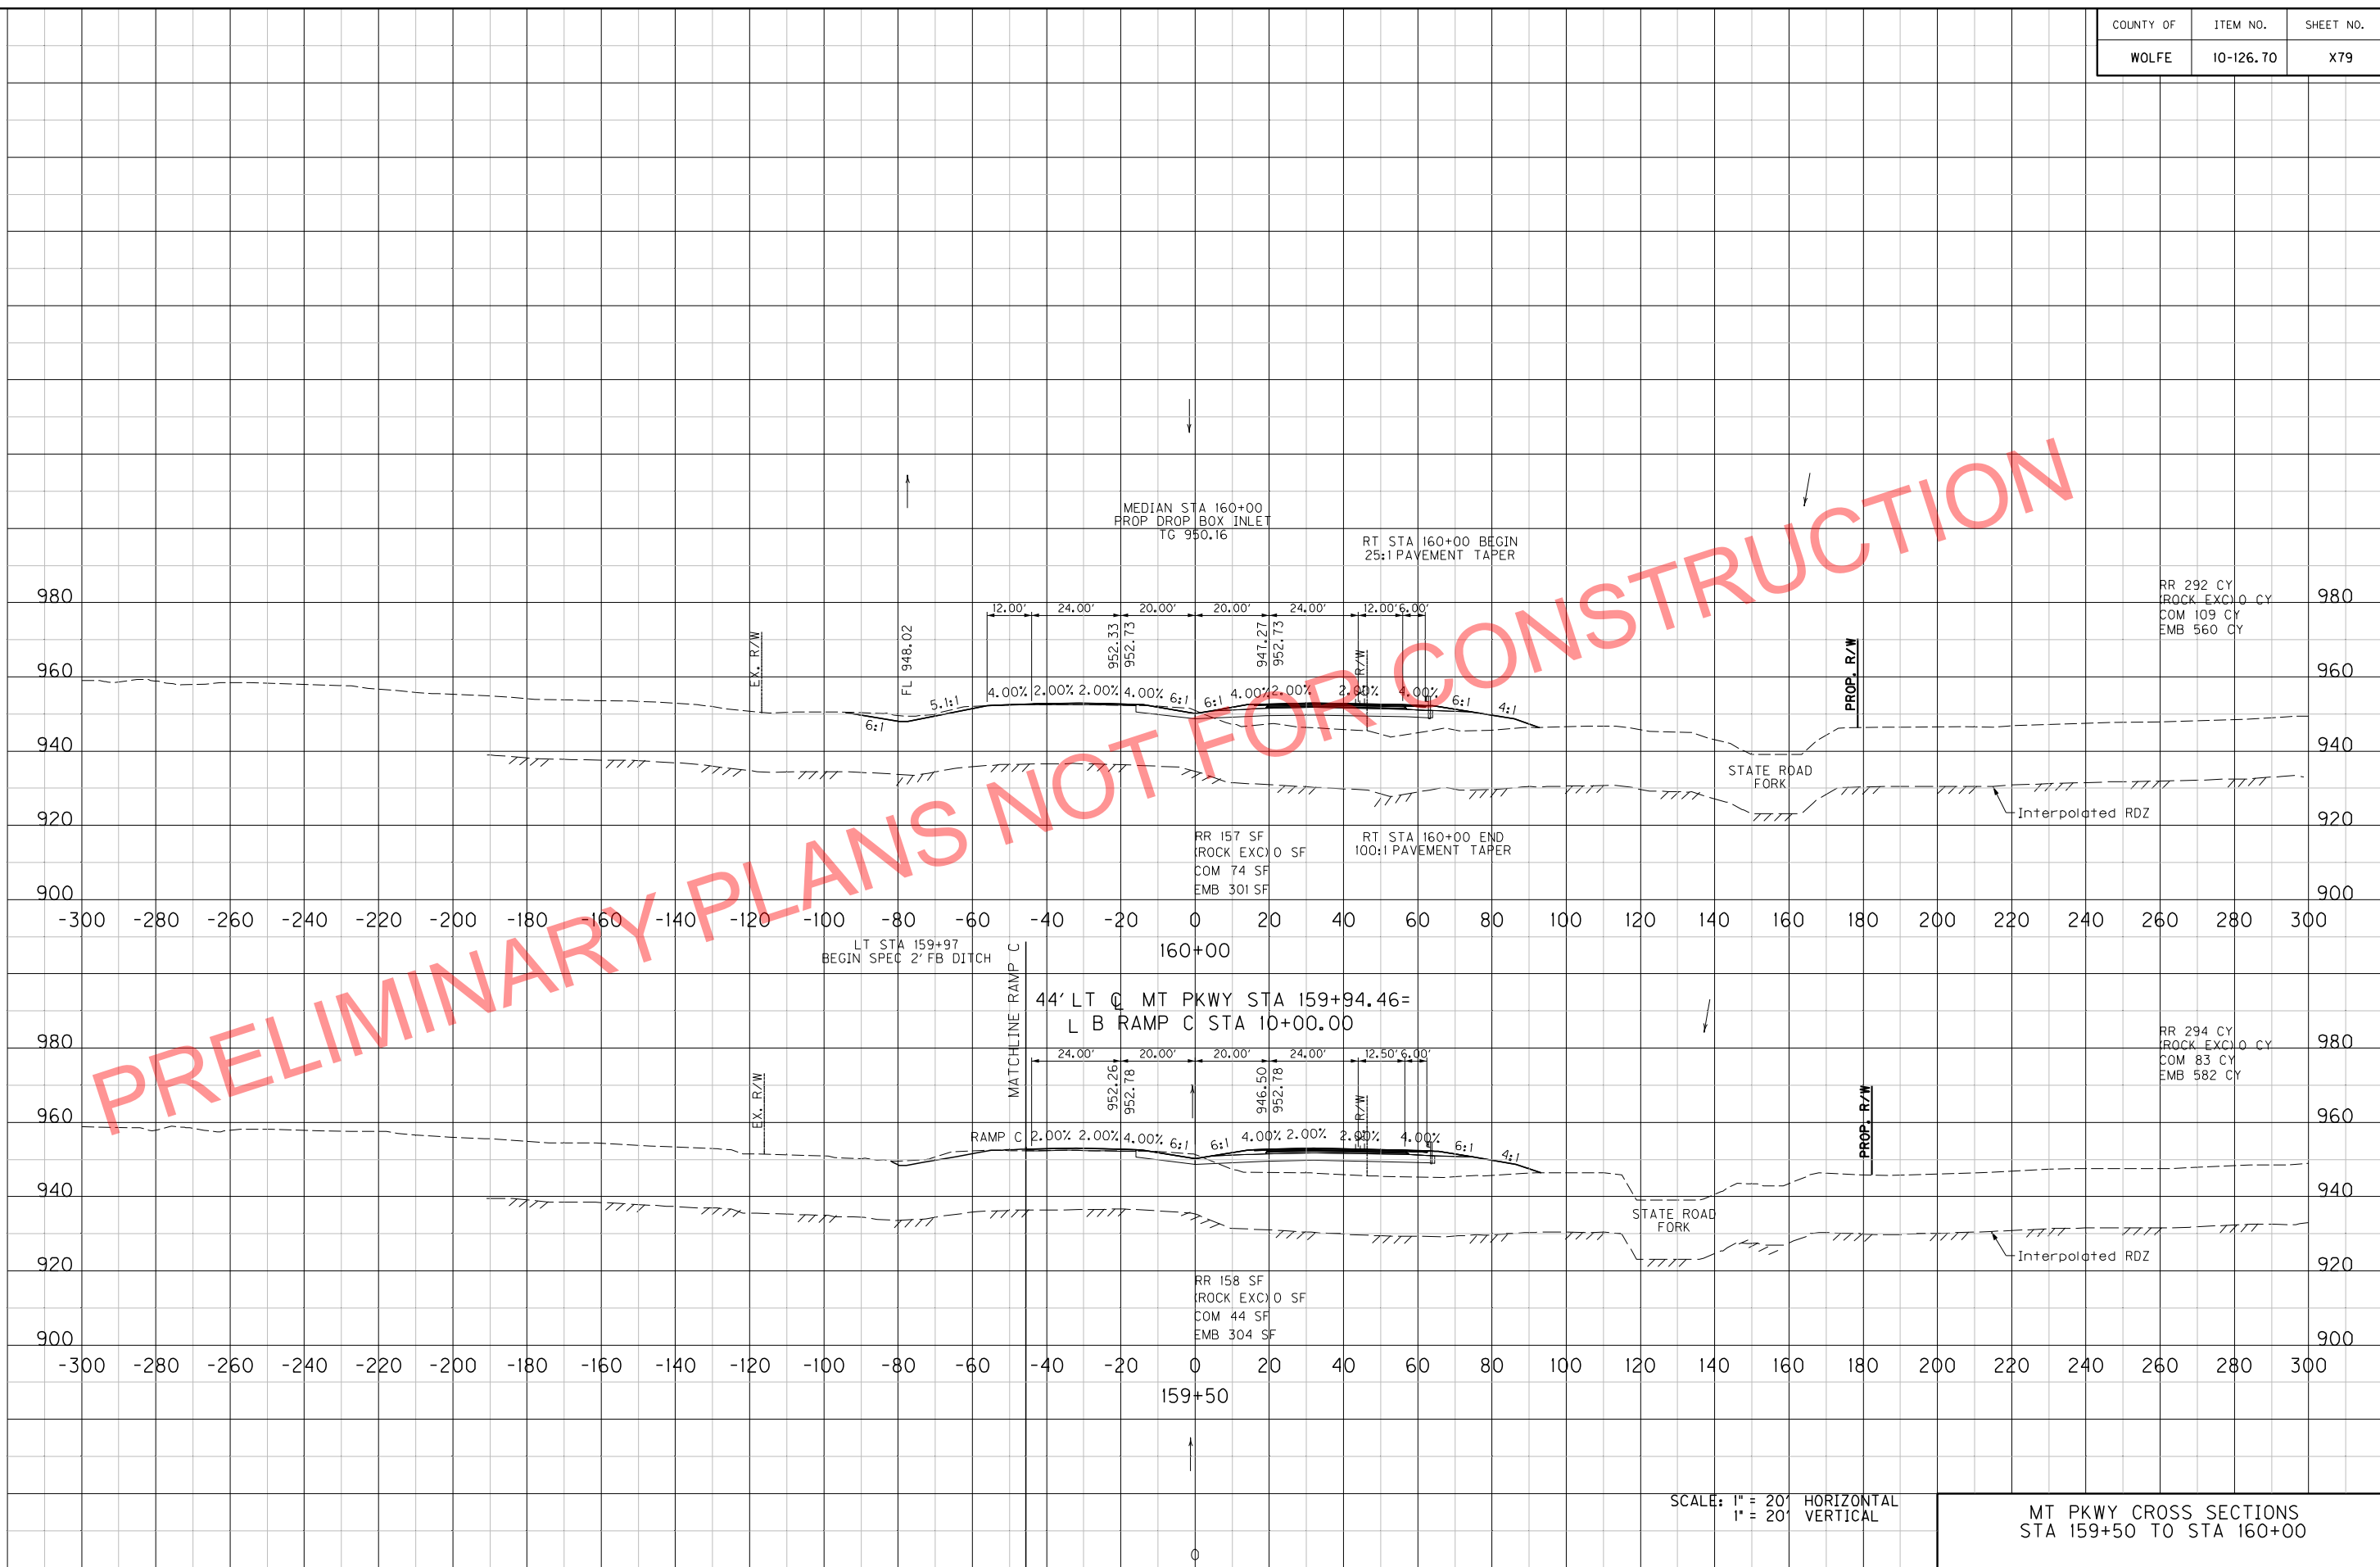 COUNTY OF ITEM NO. SHEET NO.
WOLFE 10-126.70 X79
MEDIAN STA 160+00
PROP DROP BOX INLET
TG 950.16
RT STA 160+00 BEGIN
25:1 PAVEMENT TAPER
RR 292 CY
(ROCK EXC) 0 CY
COM 109 CY
EMB 560 CY
980 980
12.00' 24.00' 20.00' 20.00' 24.00' 12.00' 6.00'
EX. R/W
FL 948.02
952.33
952.73
947.27
952.73
EX. R/W
PROP. R/W
960 960
6:1 5.1:1 4.00% 2.00% 2.00% 4.00% 6:1 6:1 4.00% 2.00% 2.00% 4.00% 6:1 4:1
940 940
STATE ROAD
FORK
Interpolated RDZ
920 920
RR 157 SF
(ROCK EXC) 0 SF
COM 74 SF
EMB 301 SF
RT STA 160+00 END
100:1 PAVEMENT TAPER
900 900
-300 -280 -260 -240 -220 -200 -180 -160 -140 -120 -100 -80 -60 -40 -20 0 20 40 60 80 100 120 140 160 180 200 220 240 260 280 300
160+00
LT STA 159+97
BEGIN SPEC 2' FB DITCH
MATCHLINE RAMP C
44' LT ℄ MT PKWY STA 159+94.46=
L B RAMP C STA 10+00.00
RR 294 CY
(ROCK EXC) 0 CY
COM 83 CY
EMB 582 CY
980 980
24.00' 20.00' 20.00' 24.00' 12.50' 6.00'
EX. R/W
952.26
952.78
946.50
952.78
EX. R/W
PROP. R/W
960 960
RAMP C 2.00% 2.00% 4.00% 6:1 6:1 4.00% 2.00% 2.00% 4.00% 6:1 4:1
940 940
STATE ROAD
FORK
Interpolated RDZ
920 920
RR 158 SF
(ROCK EXC) 0 SF
COM 44 SF
EMB 304 SF
900 900
-300 -280 -260 -240 -220 -200 -180 -160 -140 -120 -100 -80 -60 -40 -20 0 20 40 60 80 100 120 140 160 180 200 220 240 260 280 300
159+50
0
SCALE: 1" = 20' HORIZONTAL
1" = 20' VERTICAL
MT PKWY CROSS SECTIONS
STA 159+50 TO STA 160+00
PRELIMINARY PLANS NOT FOR CONSTRUCTION